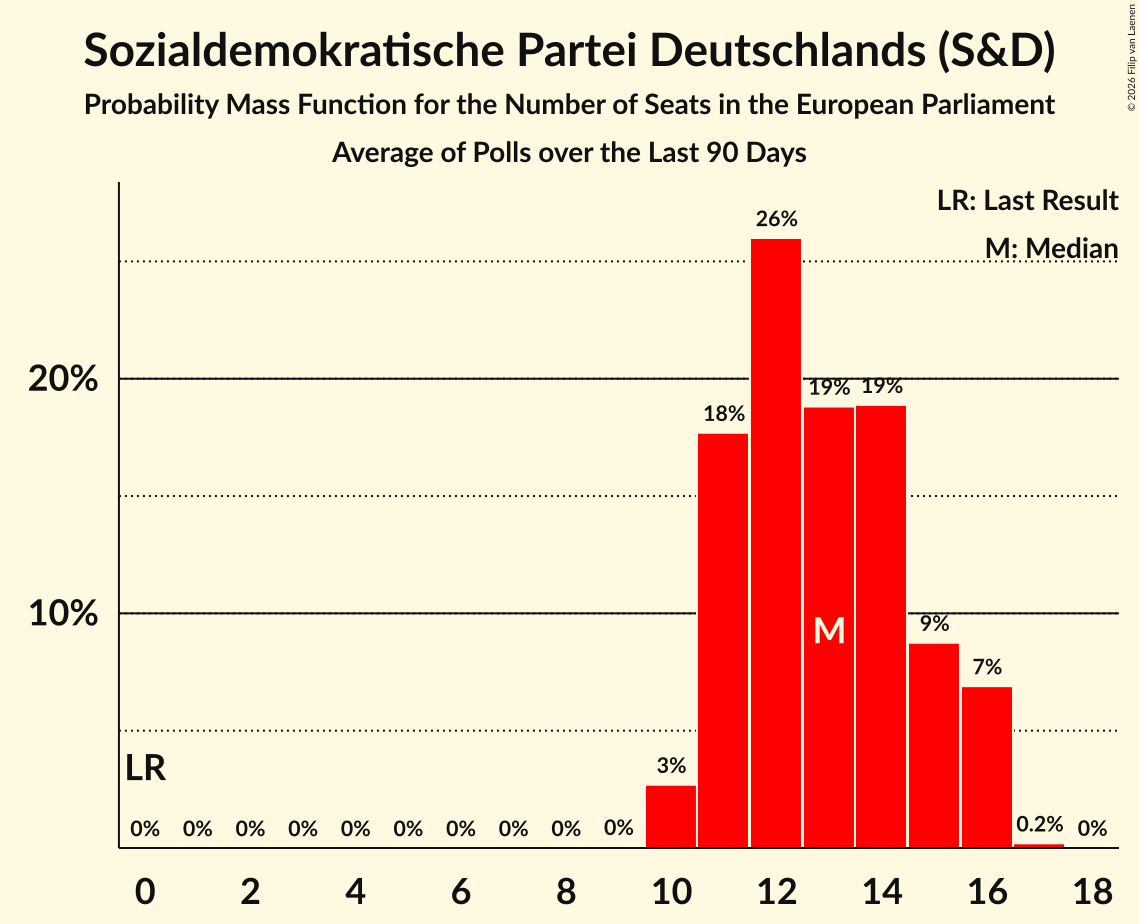 Sozialdemokratische Partei Deutschlands (S&D)
Probability Mass Function for the Number of Seats in the European Parliament
Average of Polls over the Last 90 Days
© 2026 Filip van Laenen
LR: Last Result
M: Median
26%
20%
19%
19%
18%
10%
9%
M
7%
LR
3%
0% 0% 0% 0% 0% 0% 0% 0% 0% 0% 0.2% 0%
0 2 4 6 8 10 12 14 16 18